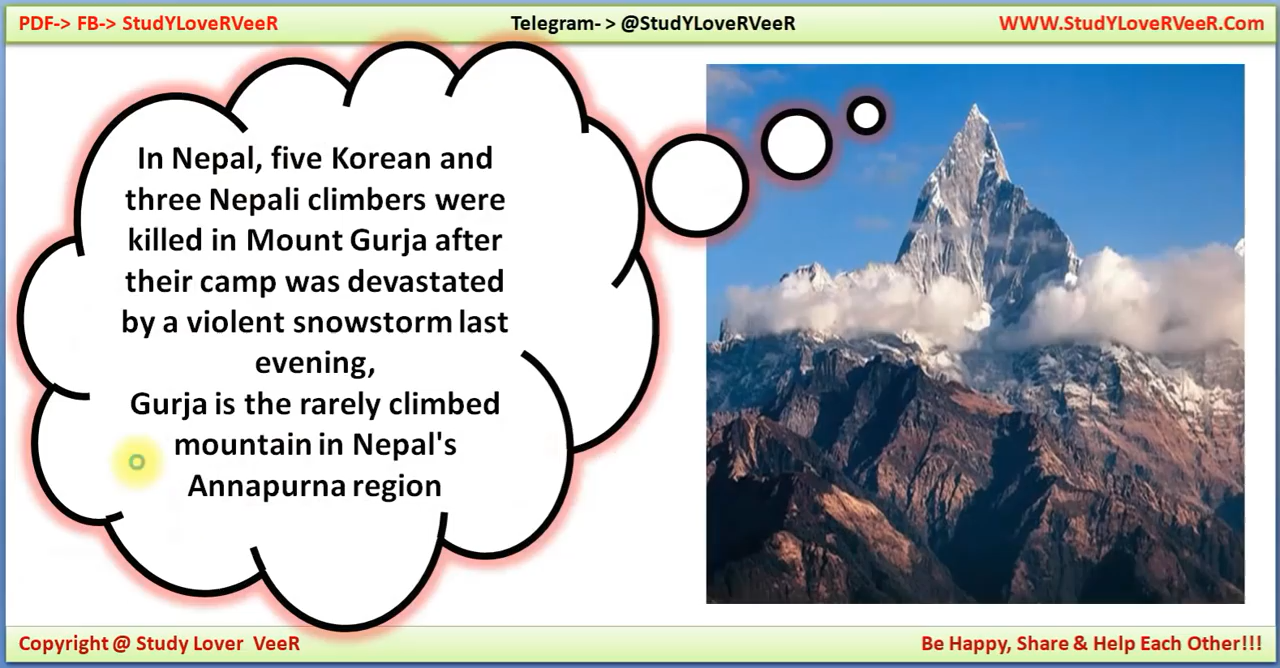 PDF-> FB-> StudYLoveRVeeR
Telegram- > @StudYLoveRVeeR
WWW.StudYLoveRVeeR.Com
In Nepal, five Korean and
three Nepali climbers were
killed in Mount Gurja after
their camp was devastated
by a violent snowstorm last
evening,
Gurja is the rarely climbed
mountain in Nepal's
Annapurna region
Copyright @ Study Lover  VeeR
Be Happy, Share & Help Each Other!!!